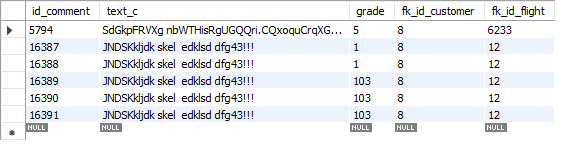 id_comment text_c grade fk_id_customer fk_id_flight
5794 SdGkpFRVXg nbWTHisRgUGQQri.CQxoquCrqXG... 5 8 6233
16387 JNDSKkljdk skel edklsd dfg43!!! 1 8 12
16388 JNDSKkljdk skel edklsd dfg43!!! 1 8 12
16389 JNDSKkljdk skel edklsd dfg43!!! 103 8 12
16390 JNDSKkljdk skel edklsd dfg43!!! 103 8 12
16391 JNDSKkljdk skel edklsd dfg43!!! 103 8 12
NULL NULL NULL NULL NULL